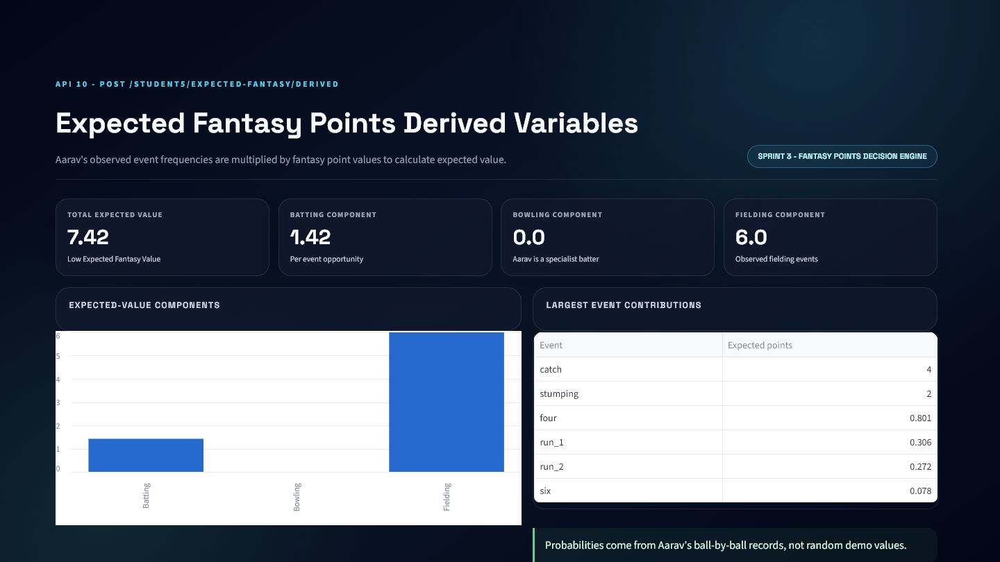 API 10 - POST /STUDENT5/EXPECTED-FANTASY/DERIVED
Expected Fantasy Points Derived Variables
Aarav's observed event frequencies are multiplied by fantasy point values to calculate expected value.
SPRINT 3 - FANTASY POINTS DECISION ENGINE
TOTAL EXPECTED VALUE
7.42
Low Expected Fantasy Value
BATTING COMPONENT
1.42
Per event opportunity
BOWLING COMPONENT
0.0
Aarav is a specialist batter
FIELDING COMPONENT
6.0
Observed fielding events
EXPECTED-VALUE COMPONENTS
6
5
4
3
2
1
0
Batting
Bowling
Fielding
LARGEST EVENT CONTRIBUTIONS
Event Expected points
catch 4
stumping 2
four 0.801
run_1 0.306
run_2 0.272
six 0.078
Probabilities come from Aarav's ball-by-ball records, not random demo values.